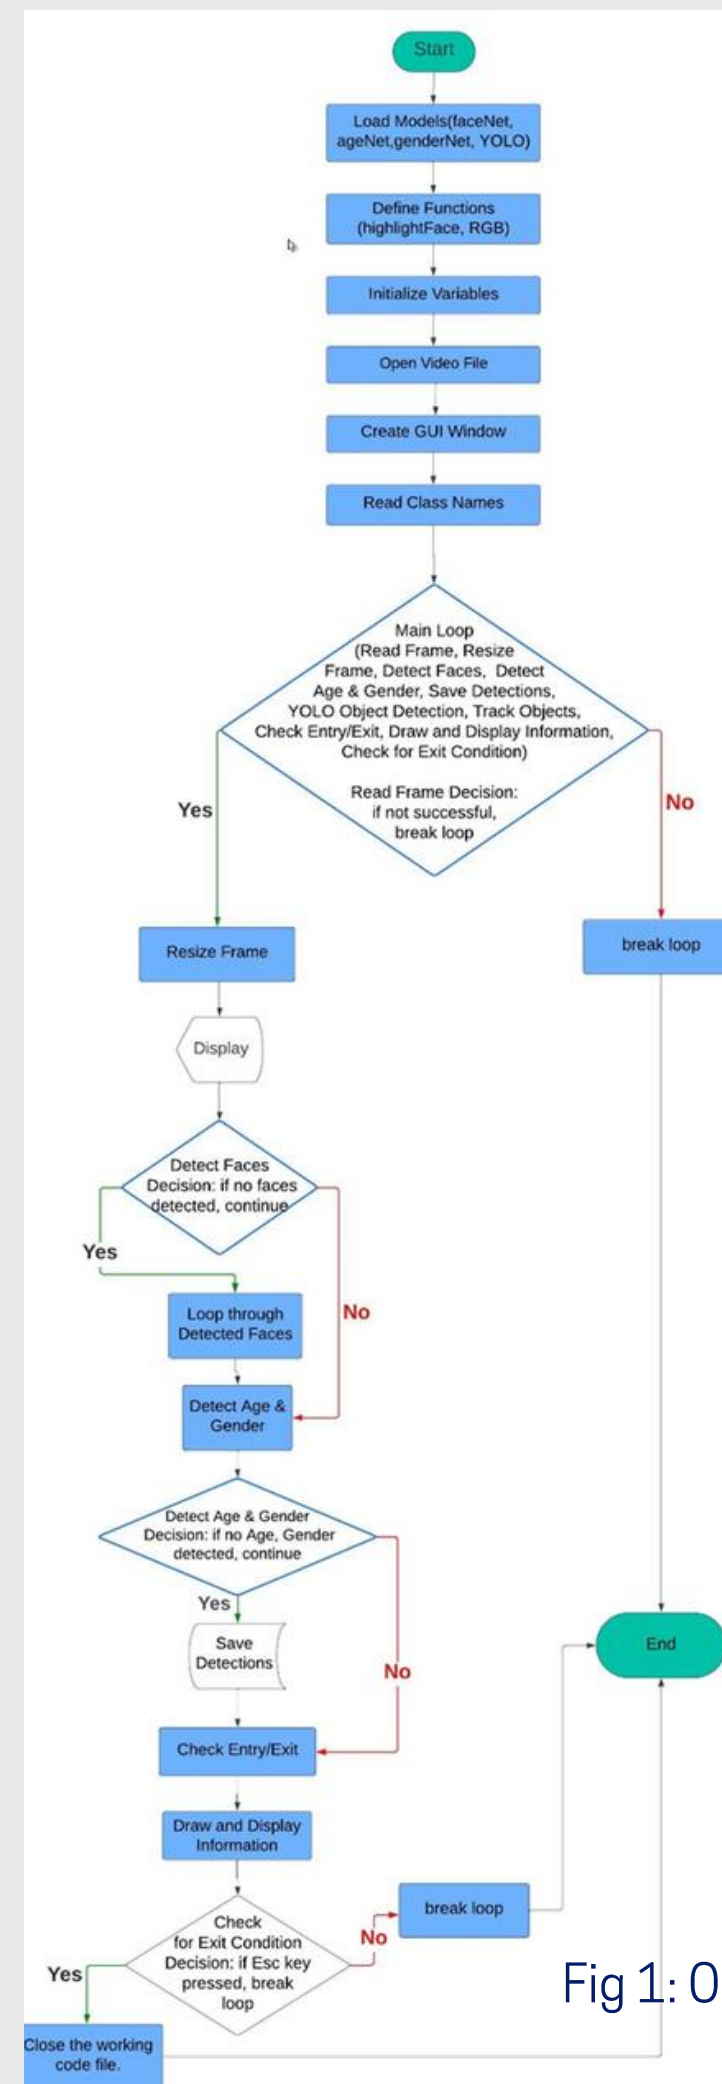 Start
Load Models(faceNet,
ageNet,genderNet, YOLO)
Define Functions
(highlightFace, RGB)
Initialize Variables
Open Video File
Create GUI Window
Read Class Names
Main Loop
(Read Frame, Resize
Frame, Detect Faces, Detect
Age & Gender, Save Detections,
YOLO Object Detection, Track Objects,
Check Entry/Exit, Draw and Display Information,
Check for Exit Condition)
Read Frame Decision:
if not successful,
break loop
Yes
No
Resize Frame
break loop
Display
Detect Faces
Decision: if no faces
detected, continue
Yes
Loop through
Detected Faces
No
Detect Age &
Gender
Detect Age & Gender
Decision: if no Age, Gender
detected, continue
Yes
Save
Detections
No
End
Check Entry/Exit
Draw and Display
Information
Check
for Exit Condition
Decision: if Esc key
pressed, break
loop
No
break loop
Yes
Close the working
code file.
Fig 1: O